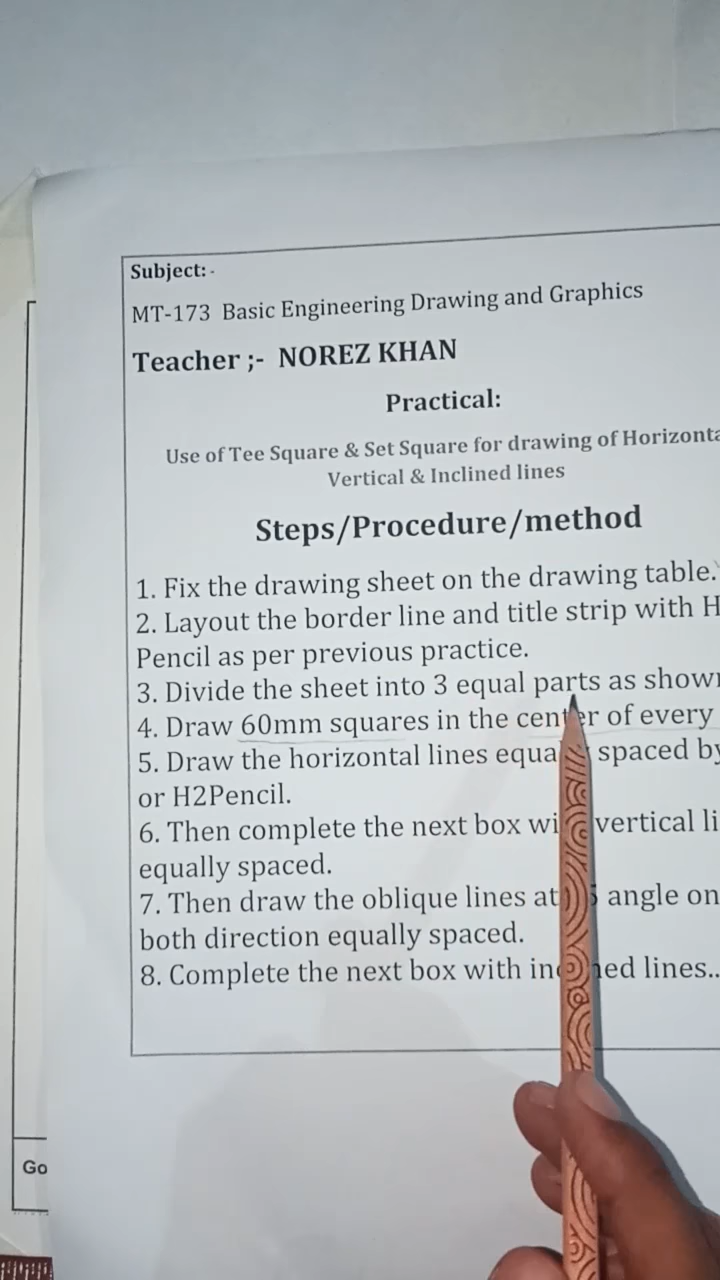 Subject: -
MT-173 Basic Engineering Drawing and Graphics
Teacher ;- NOREZ KHAN
Practical:
Use of Tee Square & Set Square for drawing of Horizonta
Vertical & Inclined lines
Steps/Procedure/method
1. Fix the drawing sheet on the drawing table.
2. Layout the border line and title strip with H
Pencil as per previous practice.
3. Divide the sheet into 3 equal parts as shown
4. Draw 60mm squares in the center of every
5. Draw the horizontal lines equa spaced by
or H2Pencil.
6. Then complete the next box wi vertical li
equally spaced.
7. Then draw the oblique lines at angle on
both direction equally spaced.
8. Complete the next box with in ned lines..
Go